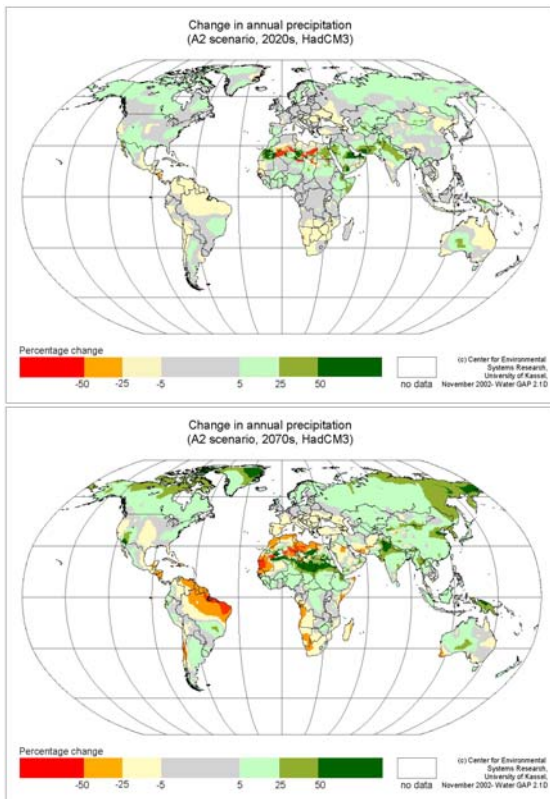 Change in annual precipitation
(A2 scenario, 2020s, HadCM3)
Percentage change
-50
-25
-5
5
25
50
no data
(c) Center for Environmental
Systems Research,
University of Kassel,
November 2002- Water GAP 2.1D
Change in annual precipitation
(A2 scenario, 2070s, HadCM3)
Percentage change
-50
-25
-5
5
25
50
no data
(c) Center for Environmental
Systems Research,
University of Kassel,
November 2002- Water GAP 2.1D